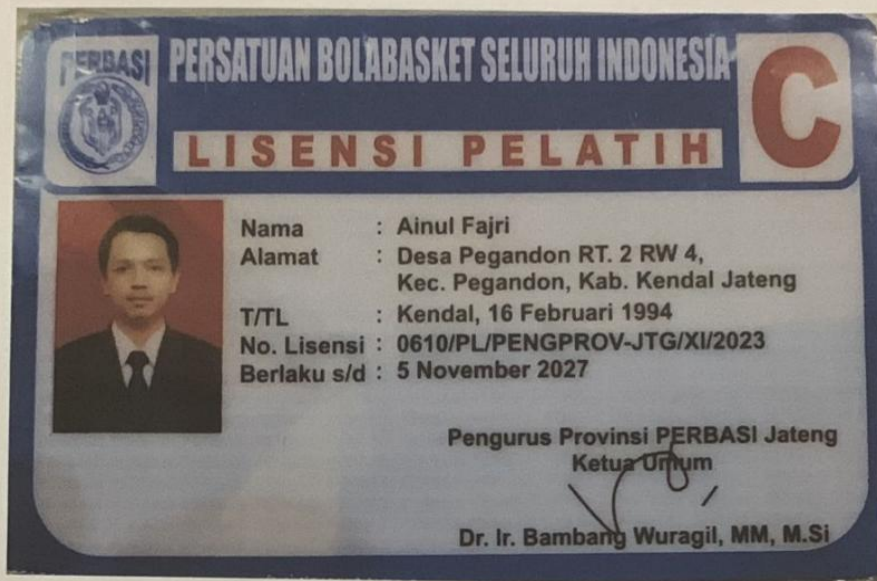 PERBASI
PERSATUAN BOLABASKET SELURUH INDONESIA
C
LISENSI PELATIH
Nama : Ainul Fajri
Alamat : Desa Pegandon RT. 2 RW 4,
Kec. Pegandon, Kab. Kendal Jateng
T/TL : Kendal, 16 Februari 1994
No. Lisensi : 0610/PL/PENGPROV-JTG/XI/2023
Berlaku s/d : 5 November 2027
Pengurus Provinsi PERBASI Jateng
Ketua Umum
Dr. Ir. Bambang Wuragil, MM, M.Si